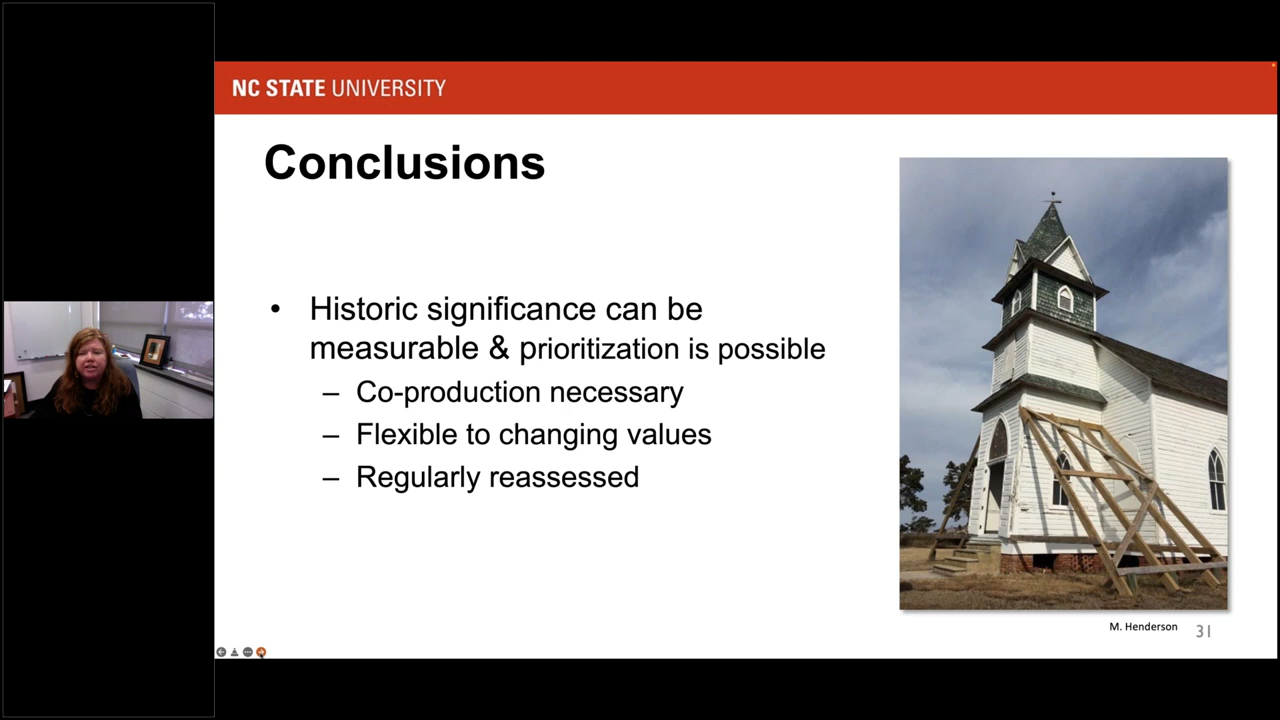 NC STATE UNIVERSITY
Conclusions
• Historic significance can be
measurable & prioritization is possible
– Co-production necessary
– Flexible to changing values
– Regularly reassessed
M. Henderson
31